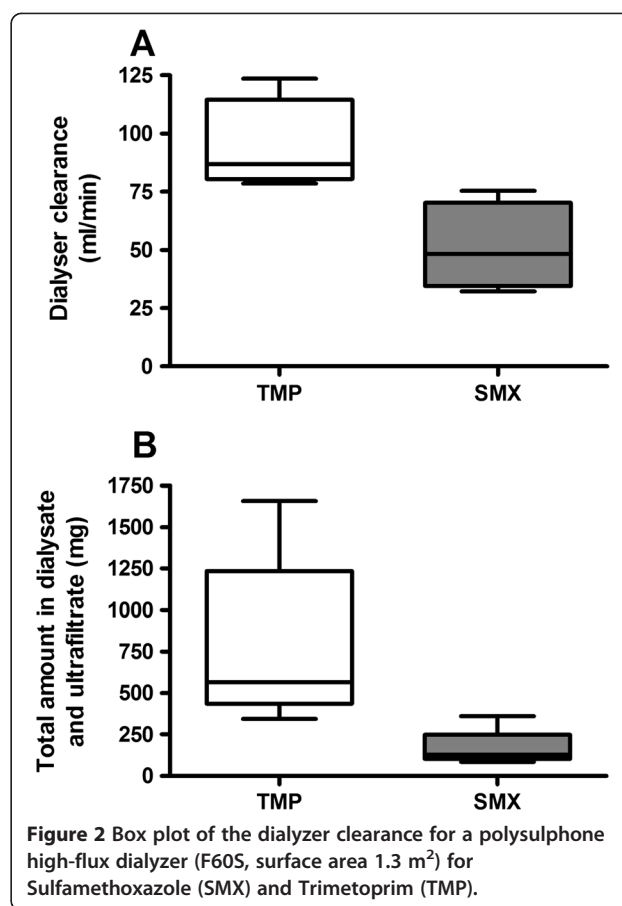 A
Dialyser clearance
(ml/min)
125
100
75
50
25
0
TMP
SMX
B
Total amount in dialysate
and ultrafiltrate (mg)
1750
1500
1250
1000
750
500
250
0
TMP
SMX
Figure 2 Box plot of the dialyzer clearance for a polysulphone
high-flux dialyzer (F60S, surface area 1.3 m²) for
Sulfamethoxazole (SMX) and Trimetoprim (TMP).